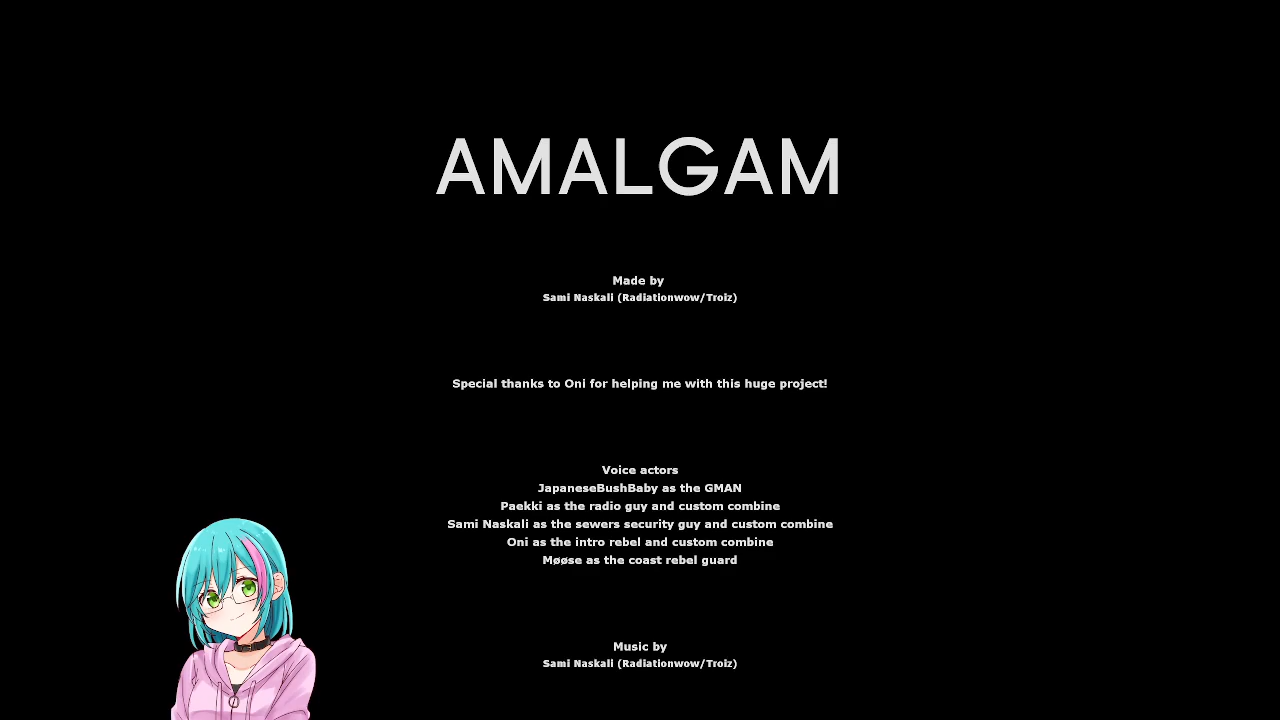 AMALGAM
Made by
Sami Naskali (Radiationwow/Troiz)
Special thanks to Oni for helping me with this huge project!
Voice actors
JapaneseBushBaby as the GMAN
Paekki as the radio guy and custom combine
Sami Naskali as the sewers security guy and custom combine
Oni as the intro rebel and custom combine
Møøse as the coast rebel guard
Music by
Sami Naskali (Radiationwow/Troiz)